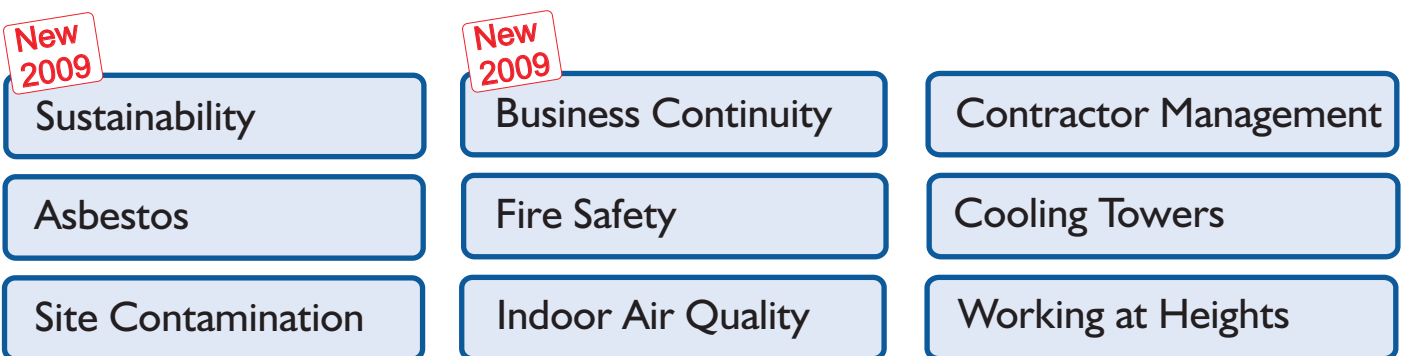 New
2009
Sustainability
New
2009
Business Continuity
Contractor Management
Asbestos
Fire Safety
Cooling Towers
Site Contamination
Indoor Air Quality
Working at Heights